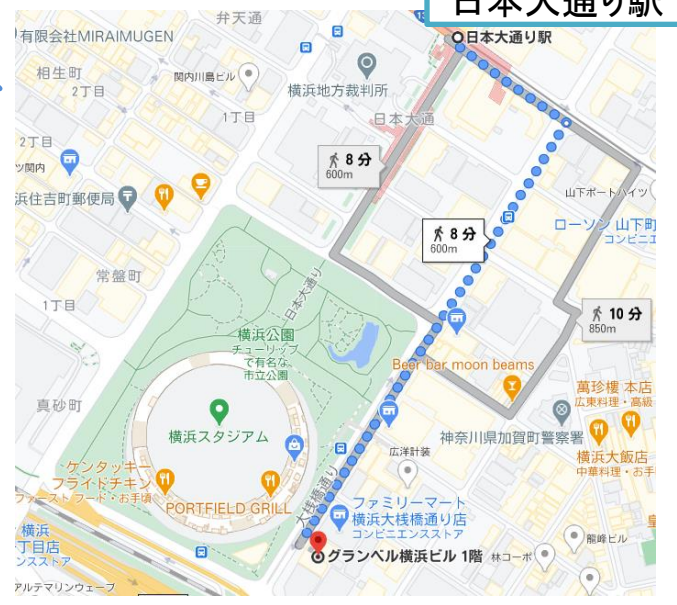 日本大通り駅
弁天通
有限会社MIRAIMUGEN
日本大通り駅
相生町
2丁目
関内川島ビル
横浜地方裁判所
1丁目
日本大通
2丁目
ツ関内
8 分
600m
浜住吉町郵便局
山下ポートハイツ
ローソン 山下町
コンビニエ
8 分
600m
常盤町
1丁目
日本大通り
10 分
850m
横浜公園
チューリップ
で有名な
市立公園
Beer bar moon beams
萬珍樓 本店
広東料理・高級
真砂町
横浜スタジアム
神奈川県加賀町警察署
横浜大飯店
中華料理・お手
広洋計装
ケンタッキー
フライドチキン
ファーストフード・お手頃
PORTFIELD GRILL
大桟橋通り
ファミリーマート
横浜大桟橋通り店
コンビニエンスストア
横浜
丁目店
ンスストア
龍峰ビル
グランベル横浜ビル 1階
林コーポ
アルテマリンウェーブ